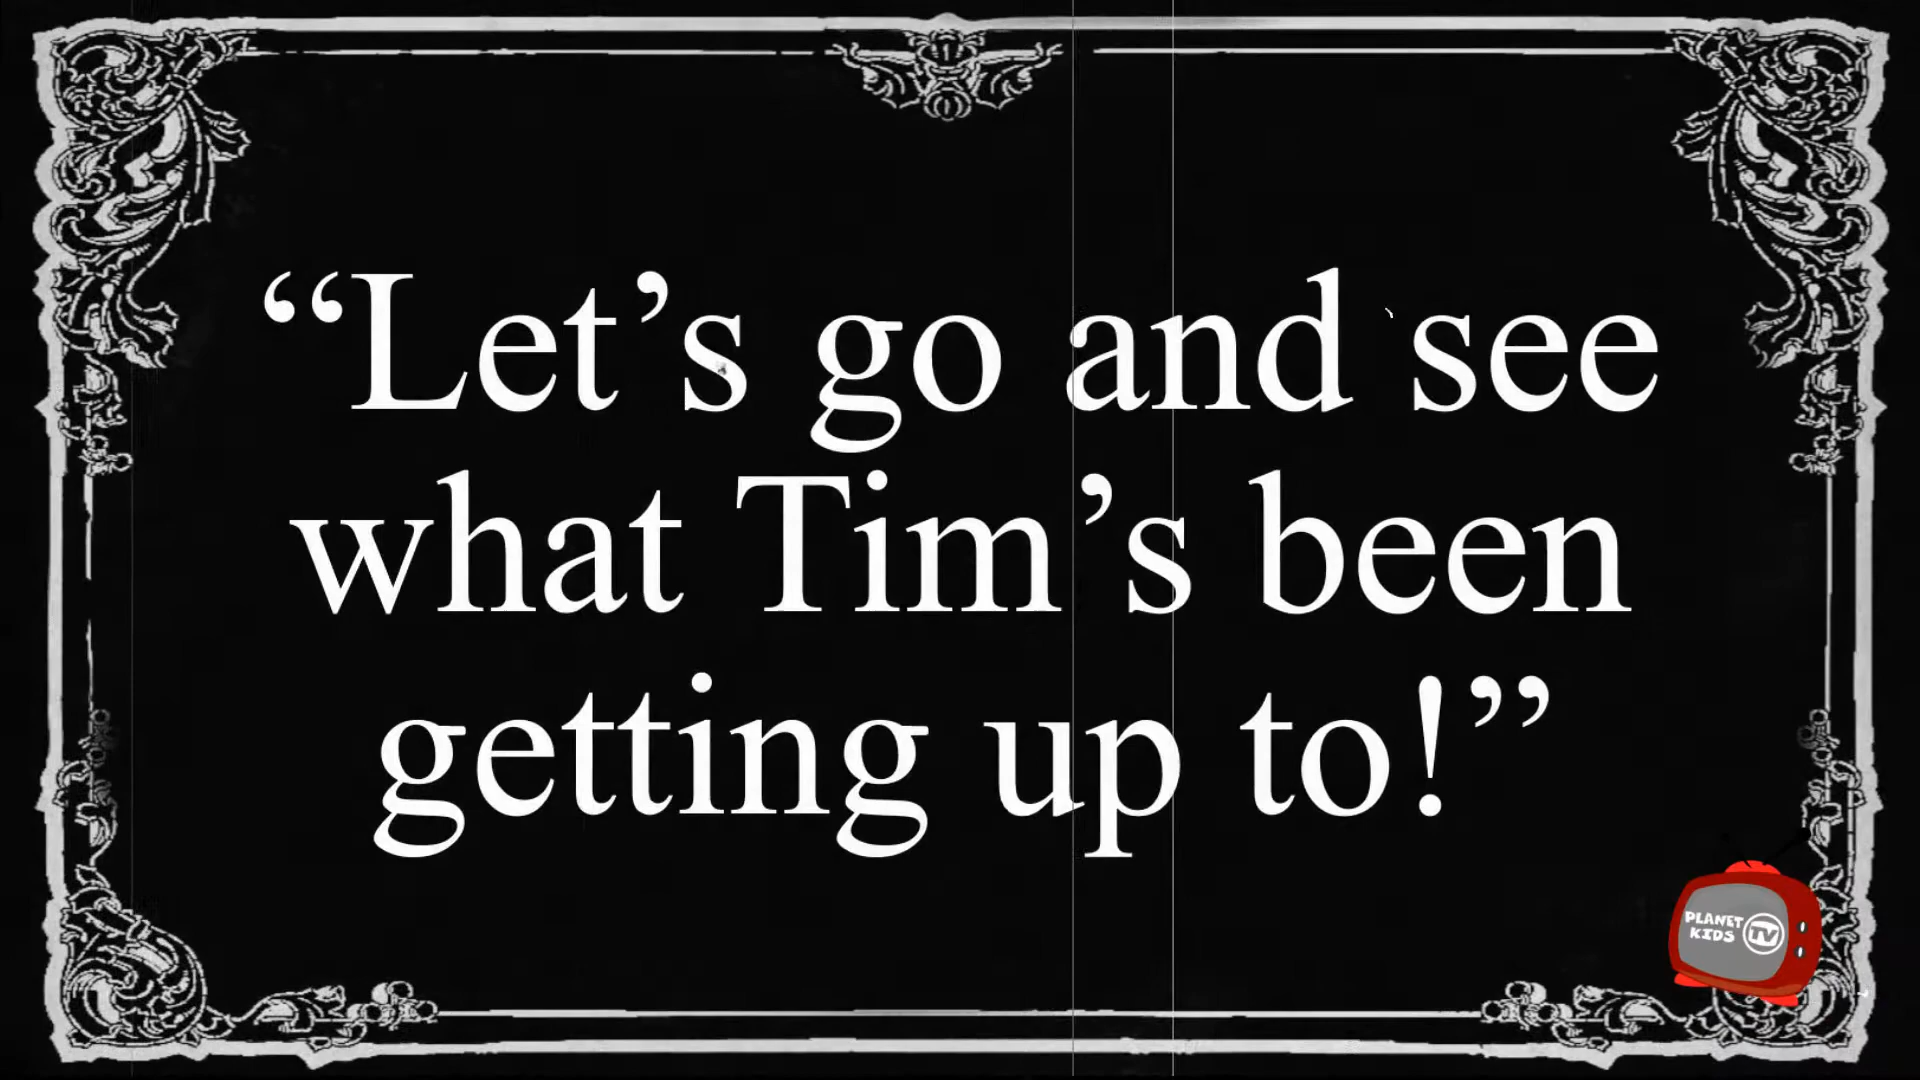 “Let’s go and see
what Tim’s been
getting up to!”
PLANET
KIDS TV